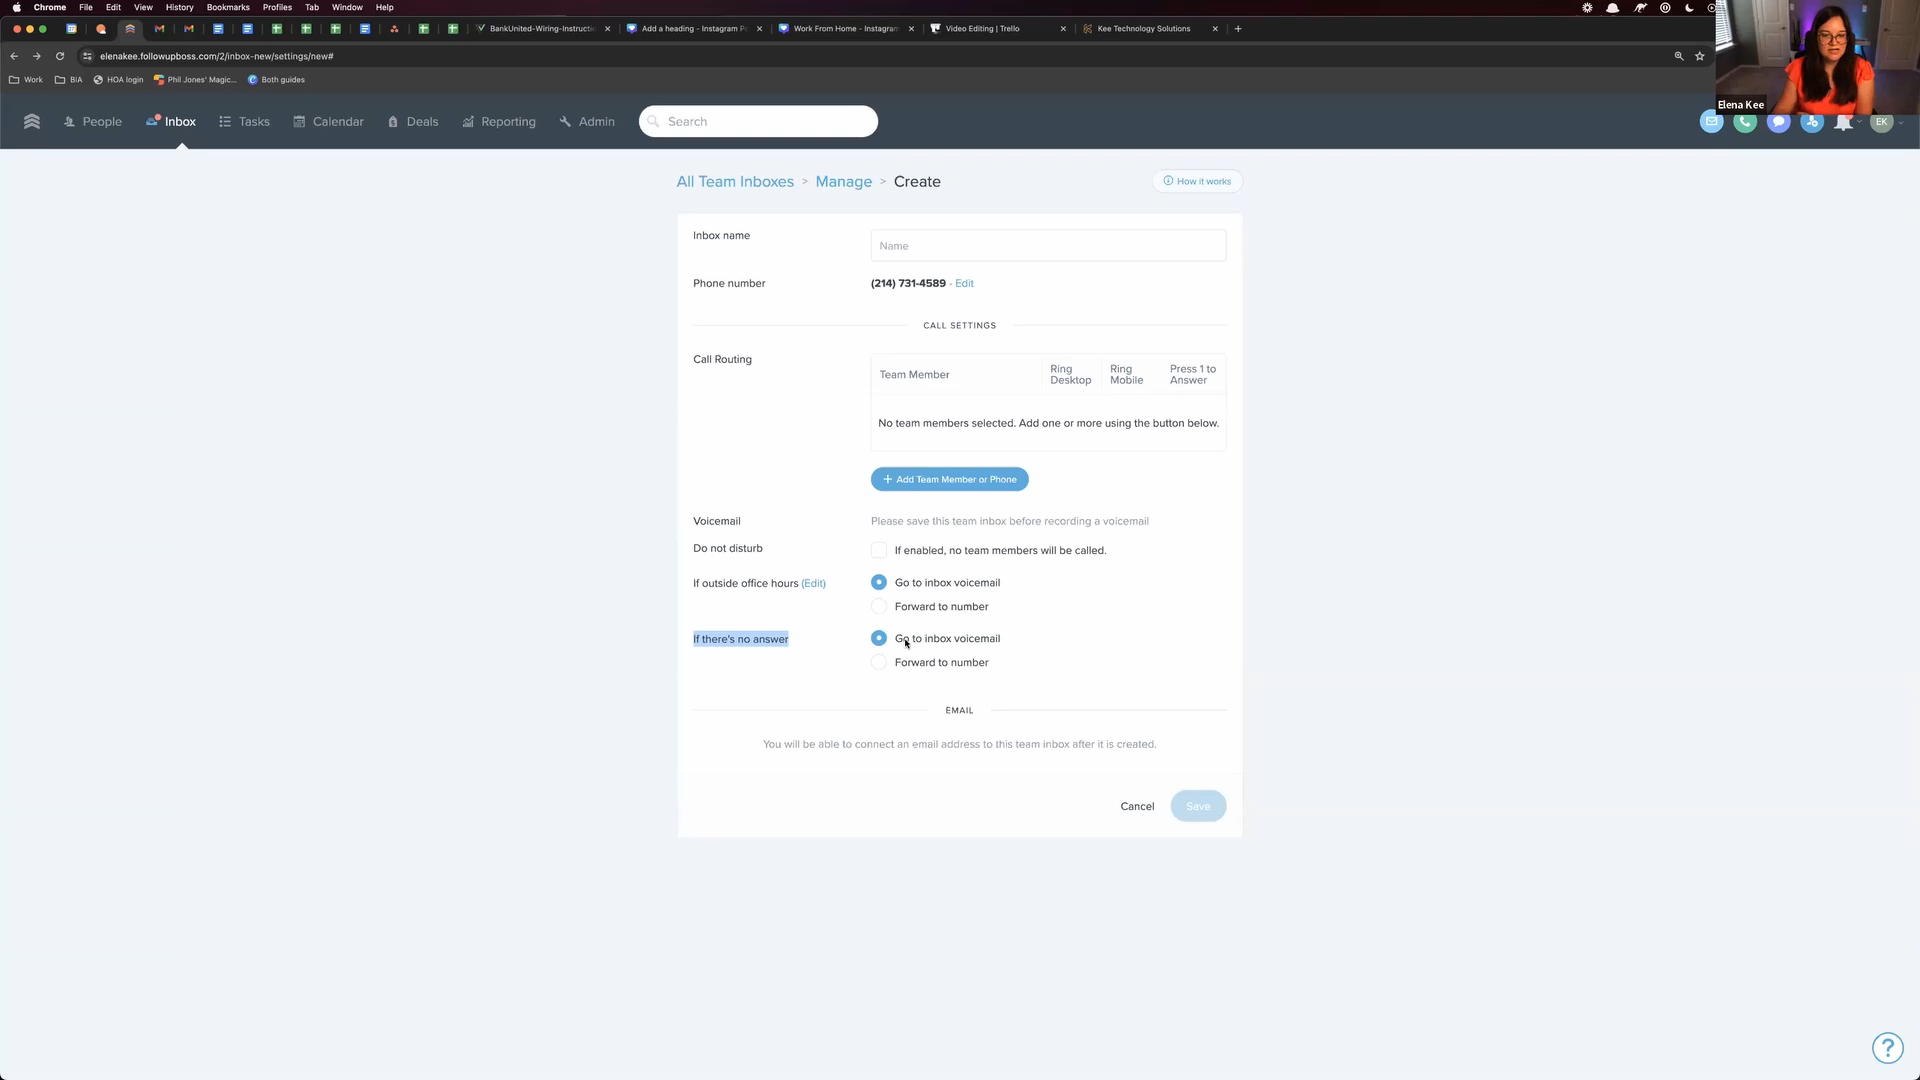 Chrome File Edit View History Bookmarks Profiles Tab Window Help
BankUnited-Wiring-Instructi Add a heading - Instagram P Work From Home - Instagram Video Editing | Trello Kee Technology Solutions
elenakee.followupboss.com/2/inbox-new/settings/new#
Work BIA HOA login Phil Jones' Magic... Both guides
Elena Kee
People Inbox Tasks Calendar Deals Reporting Admin Search EK
All Team Inboxes > Manage > Create How it works
Inbox name Name
Phone number (214) 731-4589 - Edit
CALL SETTINGS
Call Routing Team Member Ring Desktop Ring Mobile Press 1 to Answer
No team members selected. Add one or more using the button below.
+ Add Team Member or Phone
Voicemail Please save this team inbox before recording a voicemail
Do not disturb If enabled, no team members will be called.
If outside office hours (Edit) Go to inbox voicemail
Forward to number
If there's no answer Go to inbox voicemail
Forward to number
EMAIL
You will be able to connect an email address to this team inbox after it is created.
Cancel Save
?